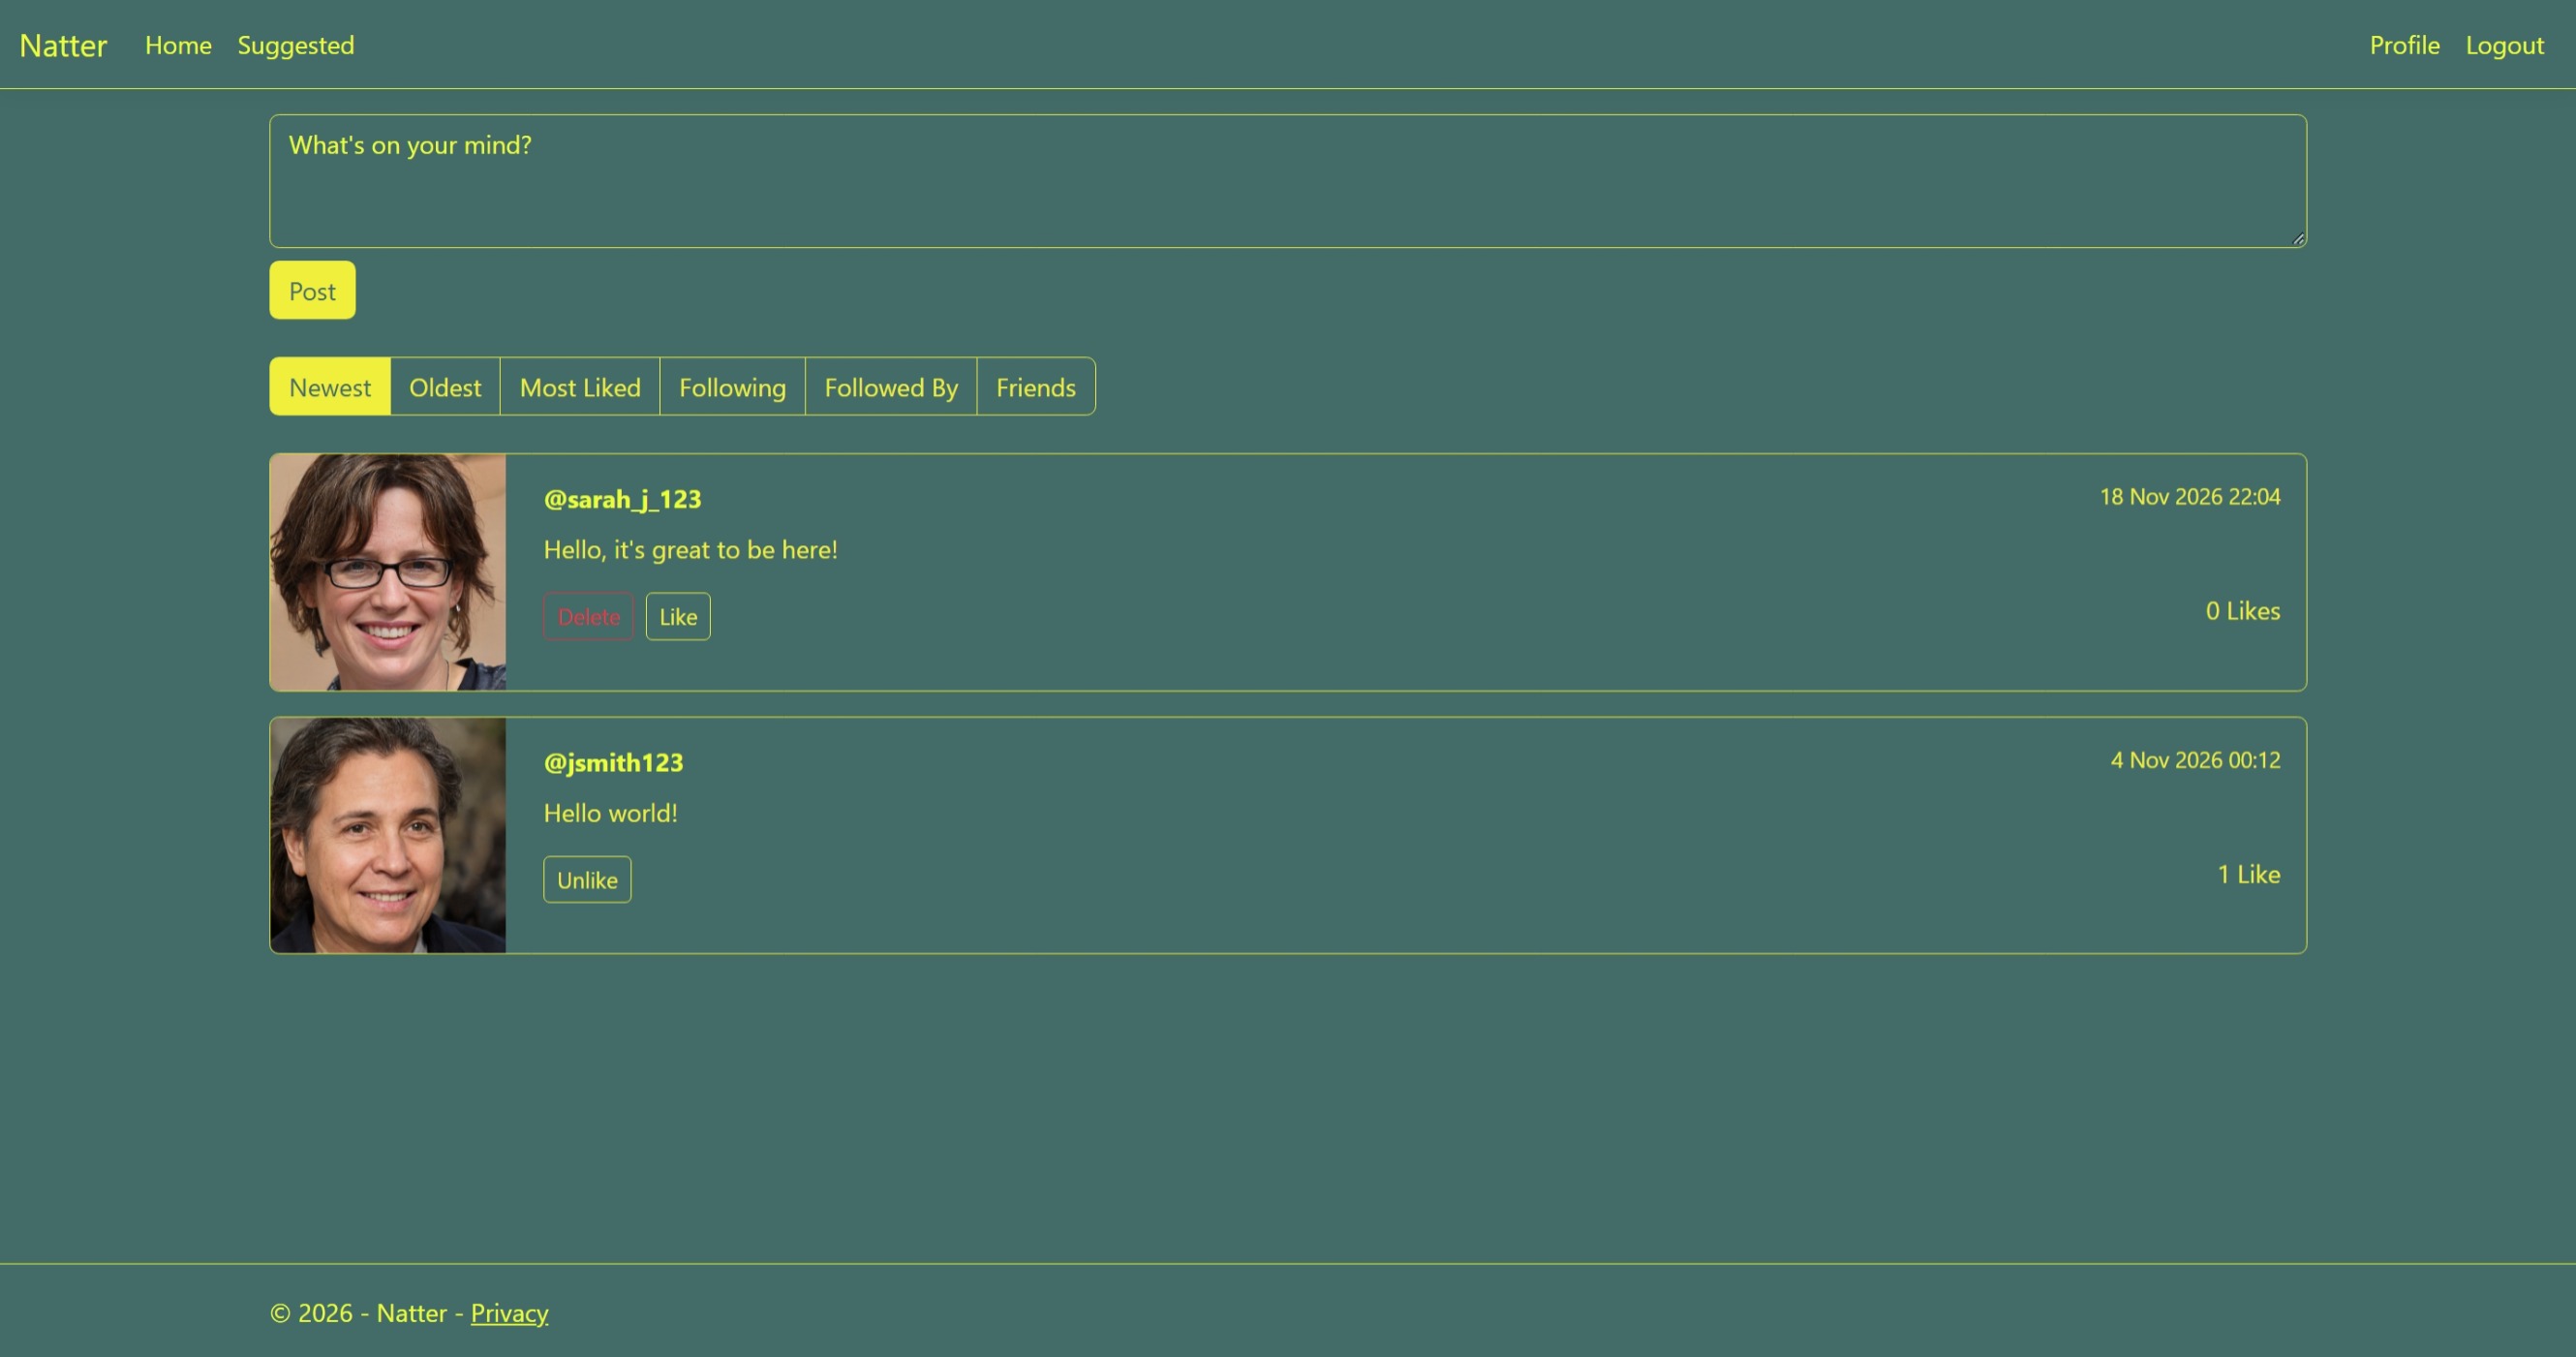 Natter Home Suggested Profile Logout
What's on your mind?
Post
Newest Oldest Most Liked Following Followed By Friends
@sarah_j_123 18 Nov 2026 22:04
Hello, it's great to be here!
Delete Like 0 Likes
@jsmith123 4 Nov 2026 00:12
Hello world!
Unlike 1 Like
© 2026 - Natter - Privacy